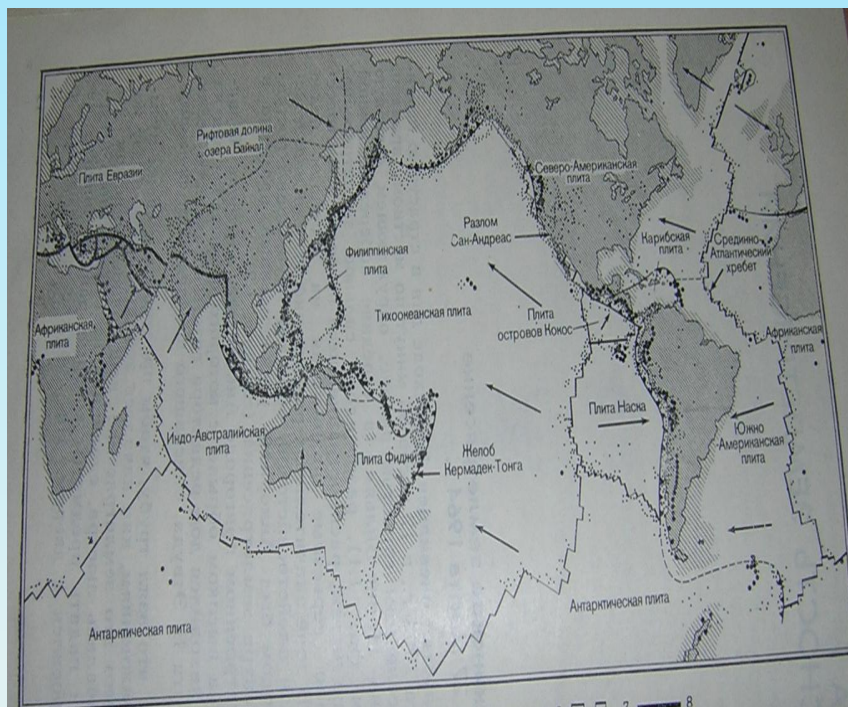 Рифтовая долина
озера Байкал
Плита Евразии
Северо-Американская
плита
Разлом
Сан-Андреас
Карибская
плита
Срединно-
Атлантический
хребет
Филиппинская
плита
Тихоокеанская плита
Плита
островов Кокос
Африканская
плита
Африканская
плита
Плита Наска
Индо-Австралийская
плита
Плита Фиджи
Желоб
Кермадек-Тонга
Южно-
Американская
плита
Антарктическая плита
Антарктическая плита
2
8